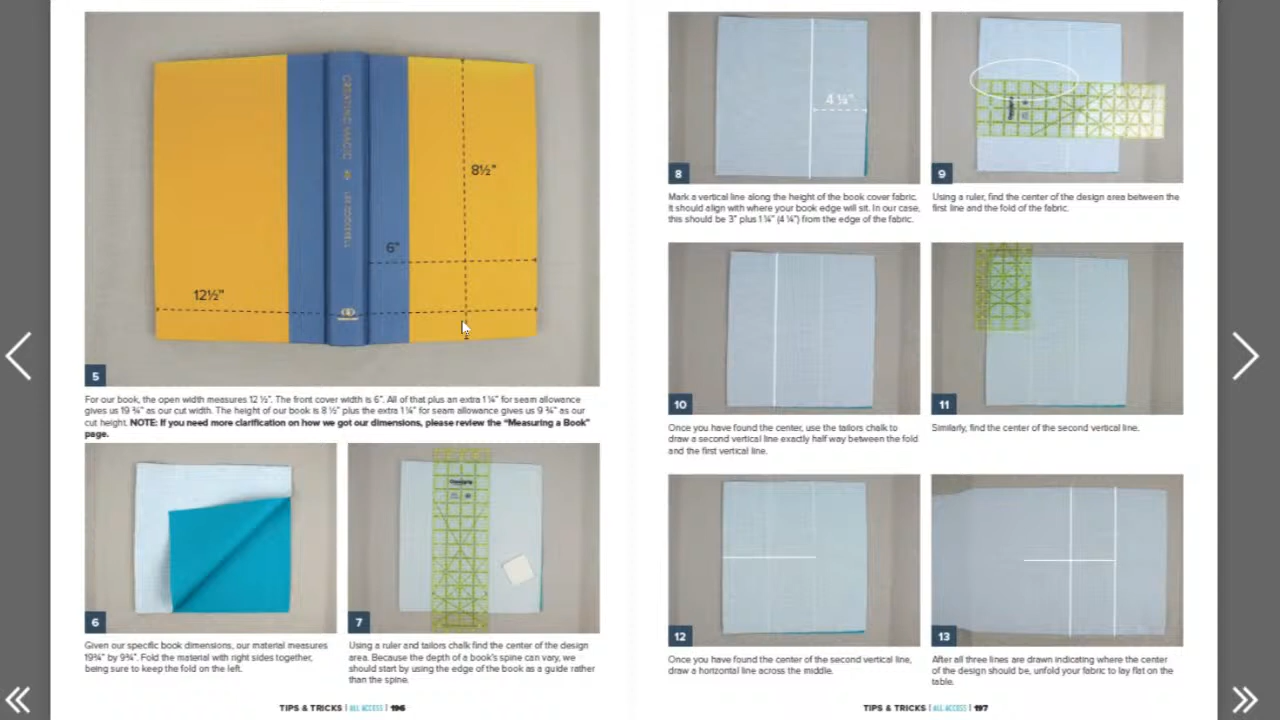 CREATIVE MAGIC
8½"
6"
12½"
5
For our book, the open width measures 12 ½". The front cover width is 6". All of that plus an extra 1 ¼" for seam allowance
gives us 19 ¾" as our cut width. The height of our book is 8 ½" plus the extra 1 ¼" for seam allowance gives us 9 ¾" as our
cut height. NOTE: If you need more clarification on how we got our dimensions, please review the "Measuring a Book"
page.
6
Given our specific book dimensions, our material measures
19¾" by 9¾". Fold the material with right sides together,
being sure to keep the fold on the left.
7
Using a ruler and tailors chalk find the center of the design
area. Because the depth of a book's spine can vary, we
should start by using the edge of the book as a guide rather
than the spine.
TIPS & TRICKS | ALL ACCESS | 196
4 ¼"
8
Mark a vertical line along the height of the book cover fabric.
It should align with where your book edge will sit. In our case,
this should be 3" plus 1 ¼" (4 ¼") from the edge of the fabric.
9
Using a ruler, find the center of the design area between the
first line and the fold of the fabric.
10
Once you have found the center, use the tailors chalk to
draw a second vertical line exactly half way between the fold
and the first vertical line.
11
Similarly, find the center of the second vertical line.
12
Once you have found the center of the second vertical line,
draw a horizontal line across the middle.
13
After all three lines are drawn indicating where the center
of the design should be, unfold your fabric to lay flat on the
table.
TIPS & TRICKS | ALL ACCESS | 197